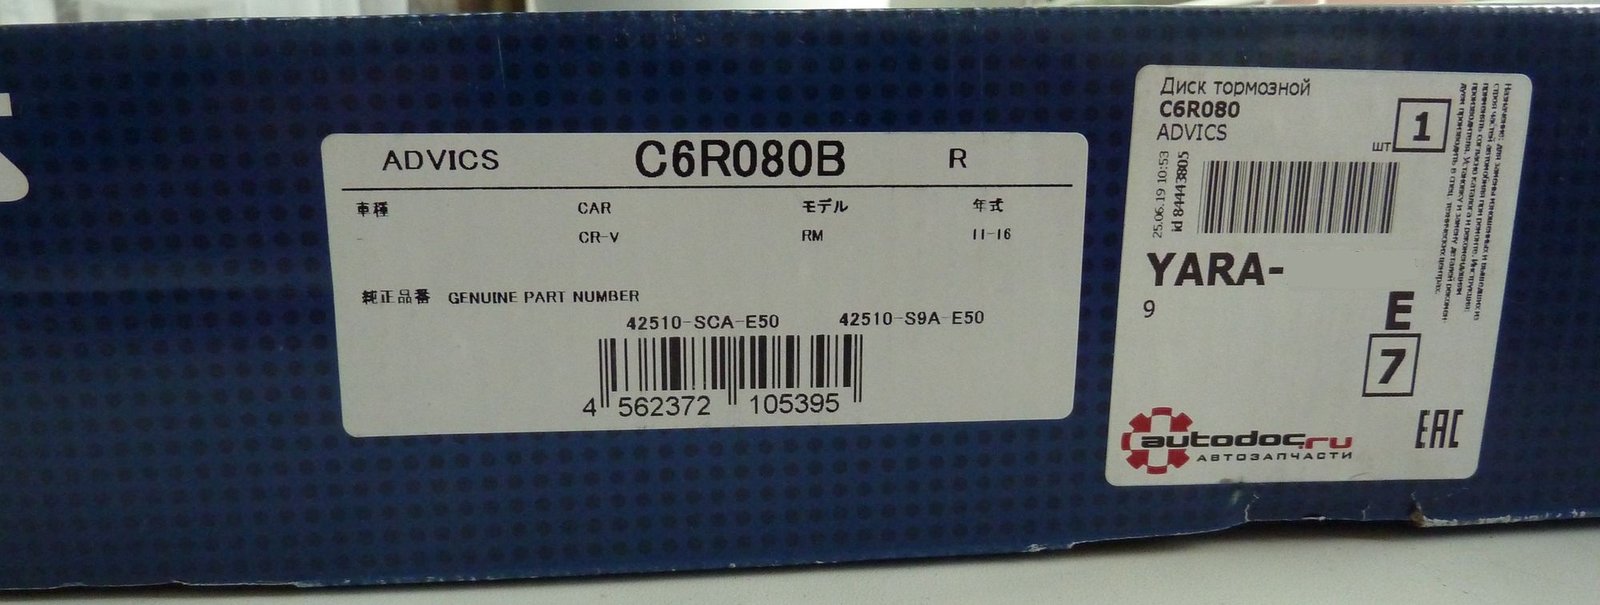 ADVICS C6R080B R
車種 CAR モデル 年式
CR-V RM 11-16
純正品番 GENUINE PART NUMBER
42510-SCA-E50 42510-S9A-E50
4 562372 105395
Диск тормозной
C6R080
ADVICS
шт 1
25.06.19 10:53
id 84443805
YARA-
9
E
7
autodoc.ru
АВТОЗАПЧАСТИ
EAC